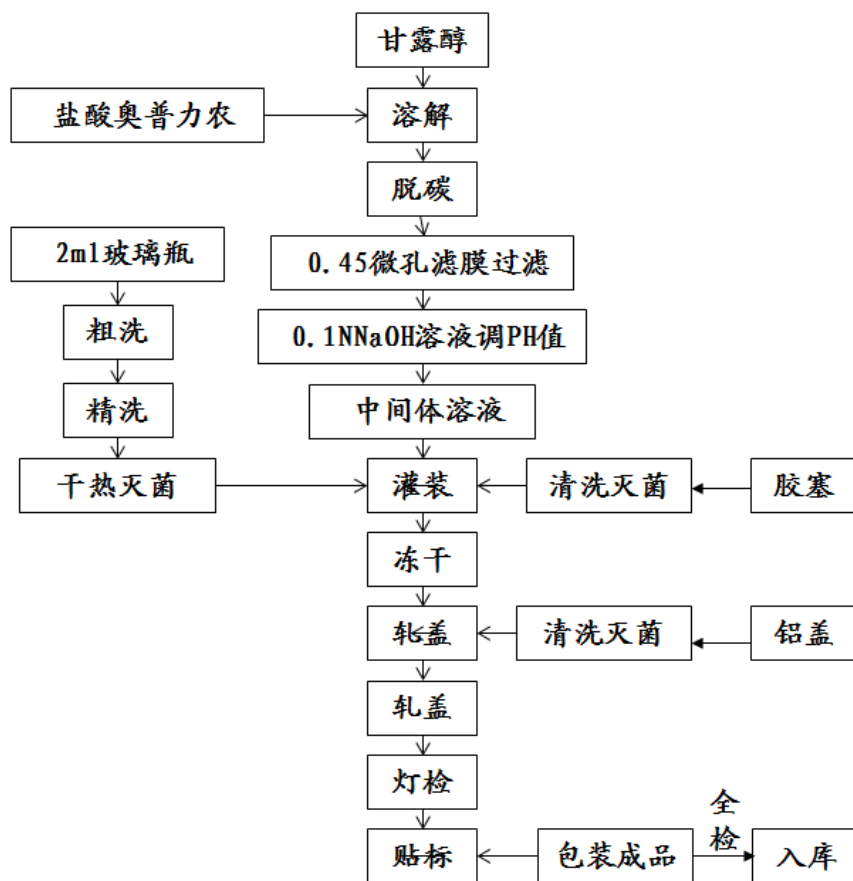 甘露醇
盐酸奥普力农
溶解
脱碳
2ml玻璃瓶
0.45微孔滤膜过滤
粗洗
0.1NNaOH溶液调PH值
精洗
中间体溶液
干热灭菌
灌装
清洗灭菌
胶塞
冻干
轧盖
清洗灭菌
铝盖
轧盖
灯检
全检
贴标
包装成品
入库